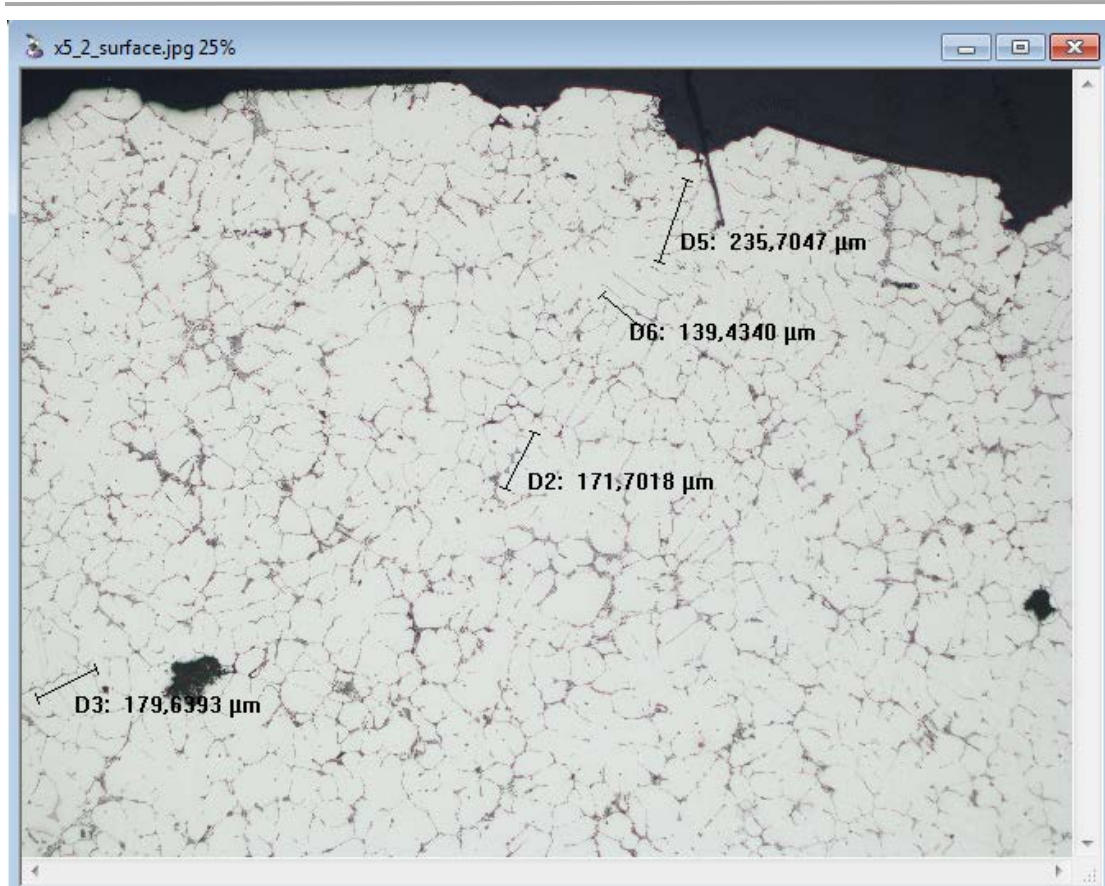 x5_2_surface.jpg 25%
D5: 235,7047 µm
D6: 139,4340 µm
D2: 171,7018 µm
D3: 179,6393 µm